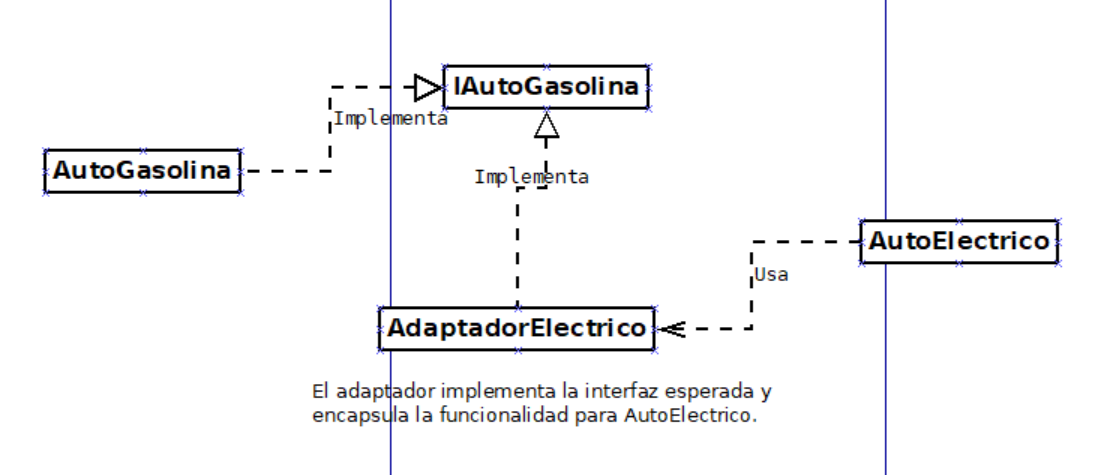 IAutoGasolina
Implementa
AutoGasolina
Implementa
AutoElectrico
Usa
AdaptadorElectrico
El adaptador implementa la interfaz esperada y
encapsula la funcionalidad para AutoElectrico.